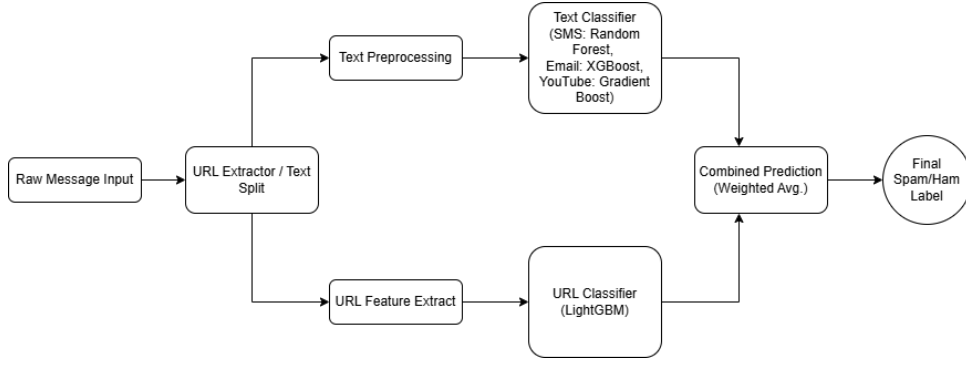 Text Classifier
(SMS: Random
Forest,
Email: XGBoost,
YouTube: Gradient
Boost)
Text Preprocessing
Raw Message Input
URL Extractor / Text
Split
Combined Prediction
(Weighted Avg.)
Final
Spam/Ham
Label
URL Feature Extract
URL Classifier
(LightGBM)